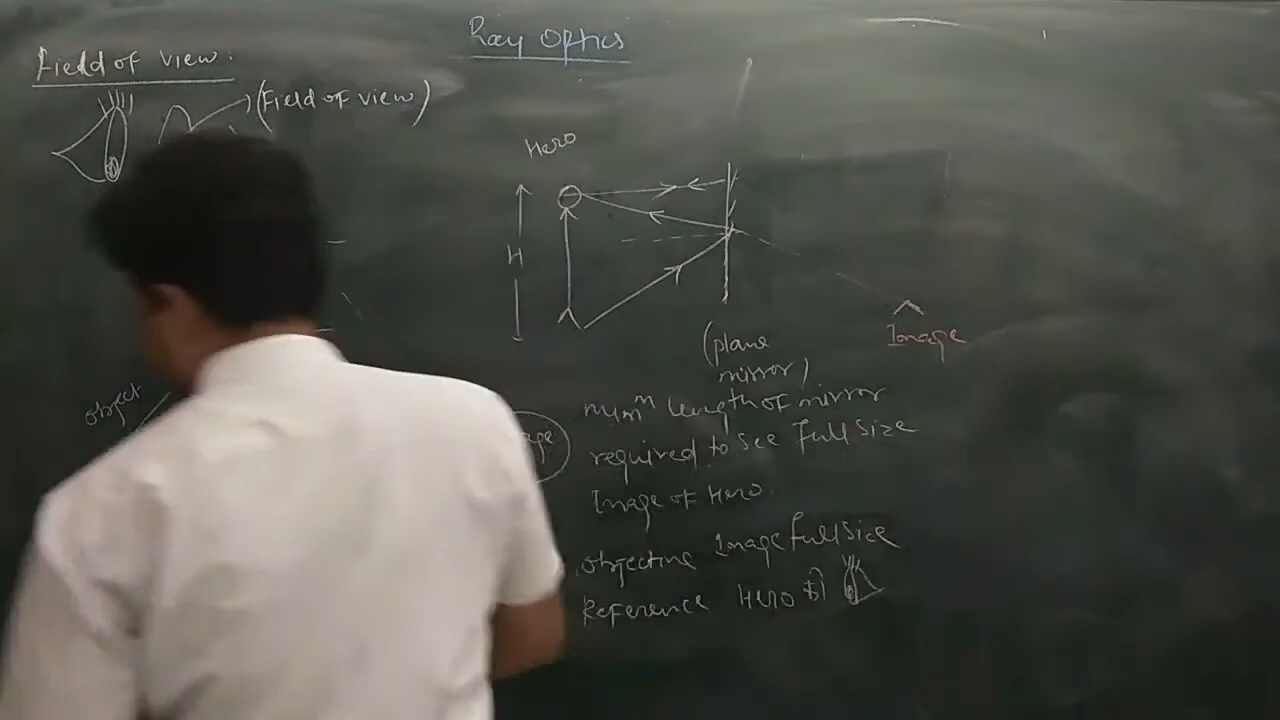 Ray Optics
Field of view:
(Field of view)
Hero
H
Image
(plane
mirror)
object
length of mirror
required to see Full Size
Image of Hero.
objective Image full size
Reference Hero की